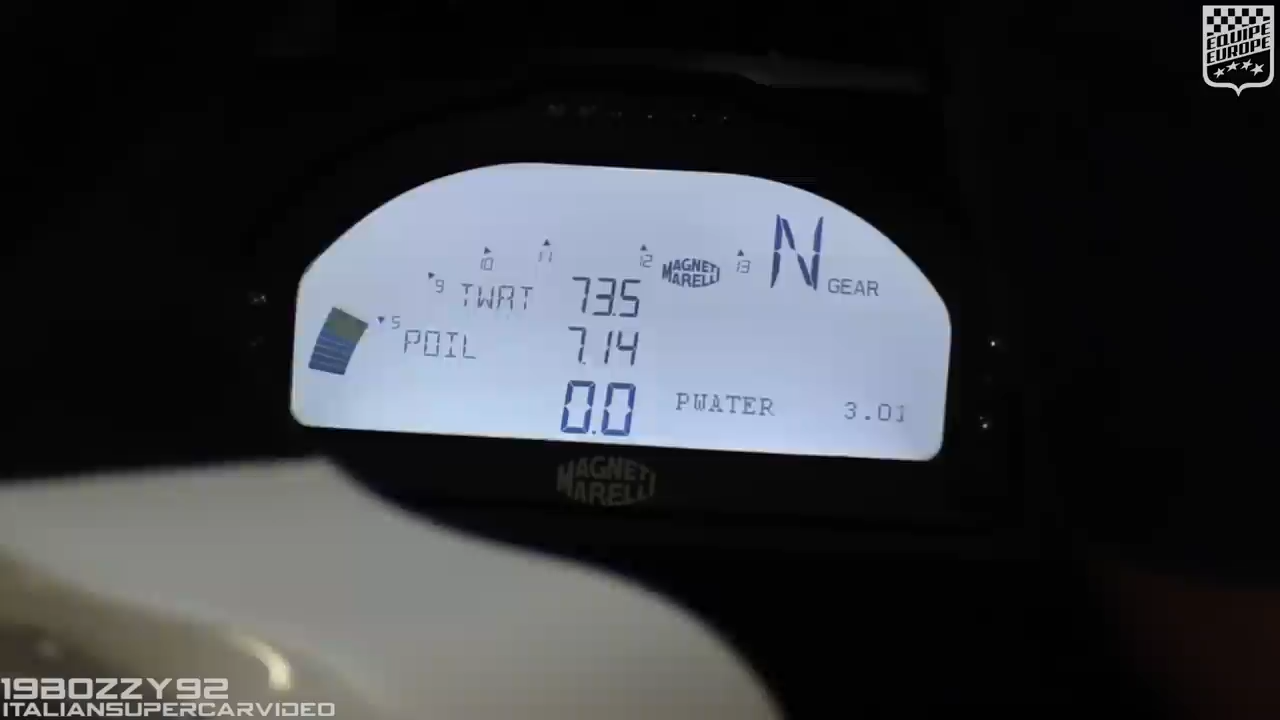 EQUIPE
EUROPE
N
GEAR
9 10 11 12 13
MAGNETI
MARELLI
TWAT 73.5
5
POIL 7.14
0.0
PWATER 3.01
MAGNETI
MARELLI
19BOZZY92
ITALIANSUPERCARVIDEO